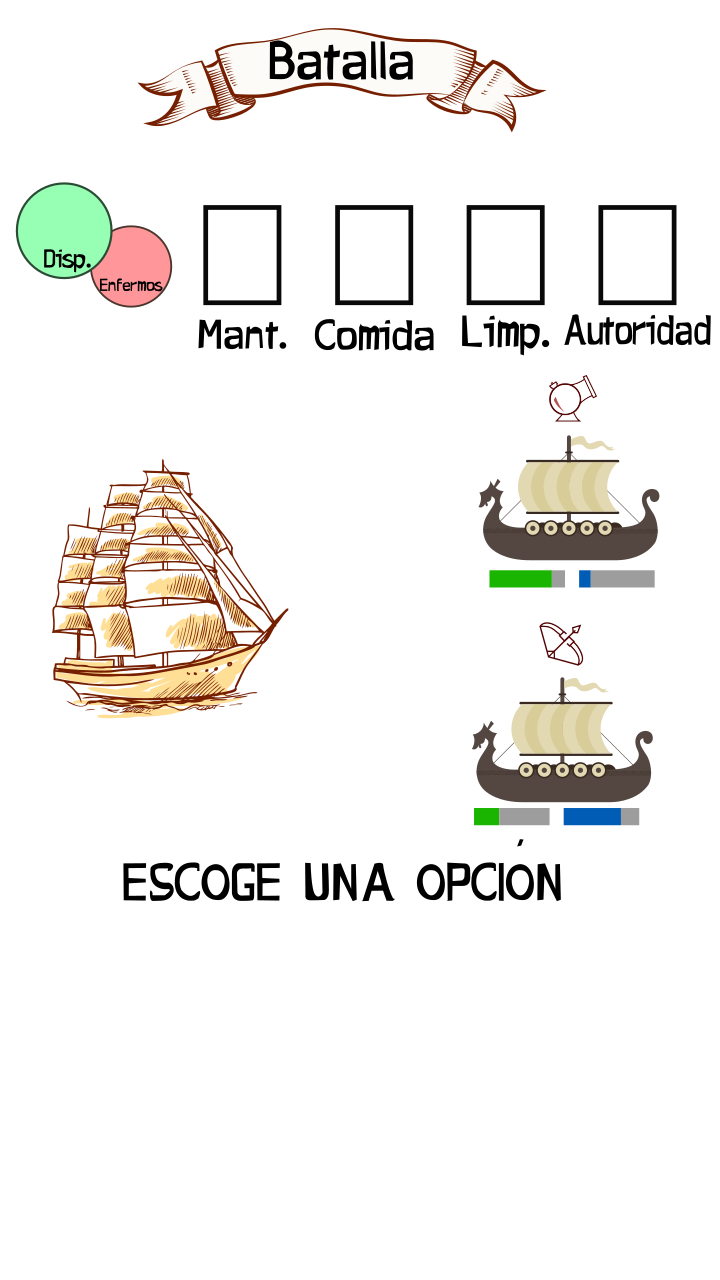 Batalla
Disp.
Enfermos
Mant. Comida Limp. Autoridad
ESCOGE UNA OPCIÓN